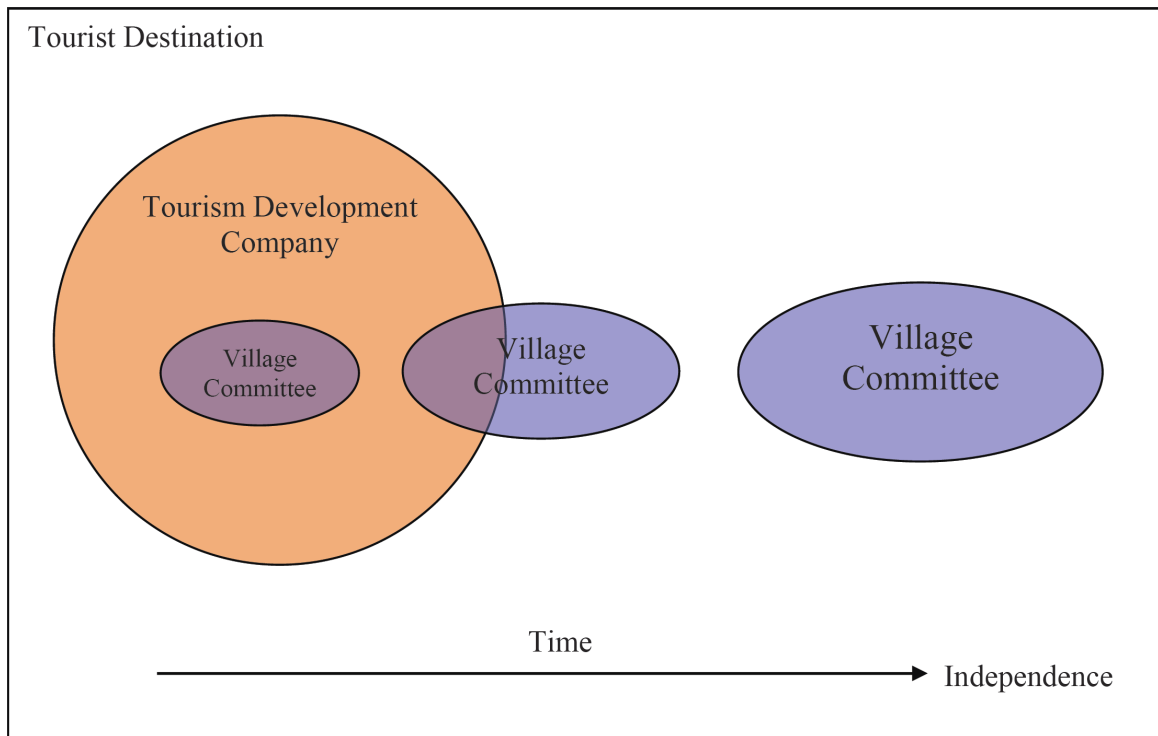 Tourist Destination
Tourism Development
Company
Village
Committee
Village
Committee
Village
Committee
Time
Independence